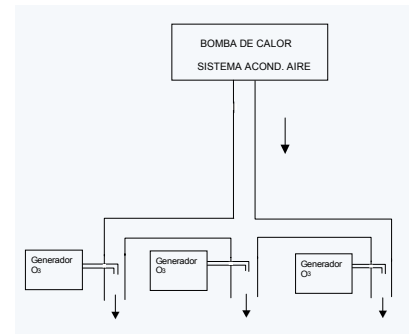 BOMBA DE CALOR
SISTEMA ACOND. AIRE
Generador
O3
Generador
O3
Generador
O3